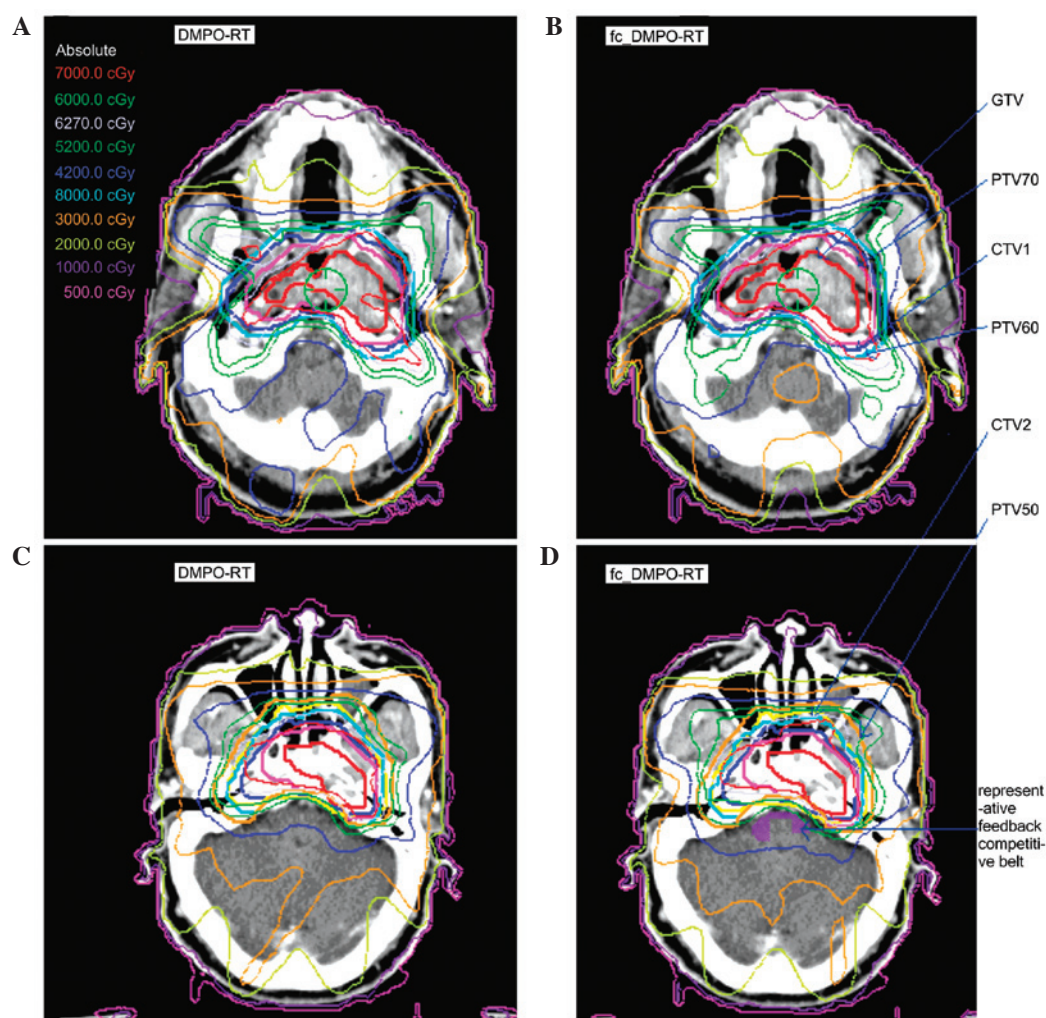 A
DMPO-RT
Absolute
7000.0 cGy
6000.0 cGy
6270.0 cGy
5200.0 cGy
4200.0 cGy
8000.0 cGy
3000.0 cGy
2000.0 cGy
1000.0 cGy
500.0 cGy
B
fc_DMPO-RT
GTV
PTV70
CTV1
PTV60
CTV2
PTV50
C
DMPO-RT
D
fc_DMPO-RT
represent
-ative
feedback
competiti-
ve belt